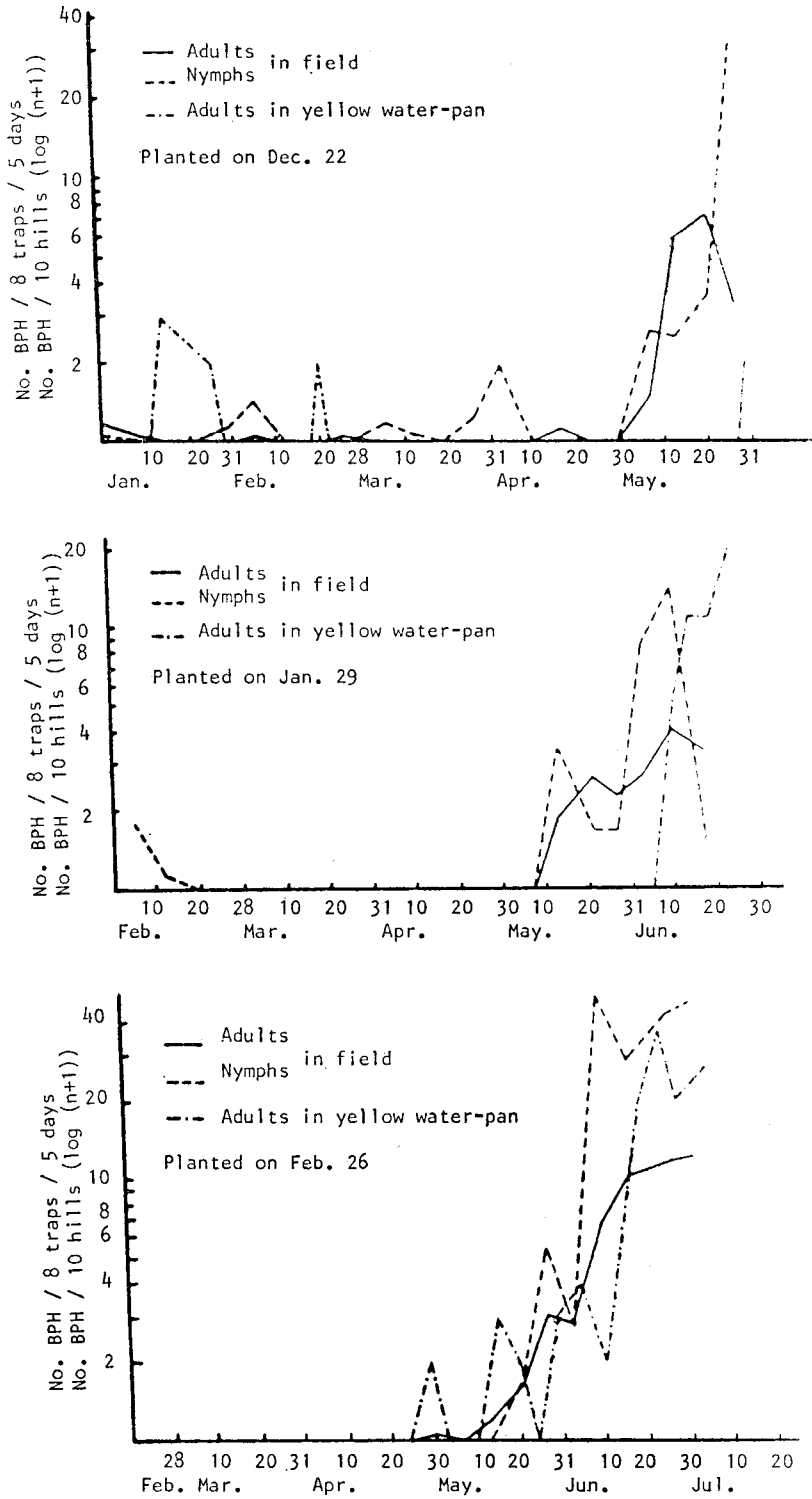 No. BPH / 8 traps / 5 days
No. BPH / 10 hills (log (n+1))
40
20
10
8
6
4
2
Adults
Nymphs
in field
Adults in yellow water-pan
Planted on Dec. 22
10 20 31 10 20 28 10 20 31 10 20 30 10 20 31
Jan. Feb. Mar. Apr. May.
No. BPH / 8 traps / 5 days
No. BPH / 10 hills (log (n+1))
20
10
8
6
4
2
Adults
Nymphs
in field
Adults in yellow water-pan
Planted on Jan. 29
10 20 28 10 20 31 10 20 30 10 20 31 10 20 30
Feb. Mar. Apr. May. Jun.
No. BPH / 8 traps / 5 days
No. BPH / 10 hills (log (n+1))
40
20
10
8
6
4
2
Adults
Nymphs
in field
Adults in yellow water-pan
Planted on Feb. 26
28 10 20 31 10 20 30 10 20 31 10 20 30 10 20
Feb. Mar. Apr. May. Jun. Jul.